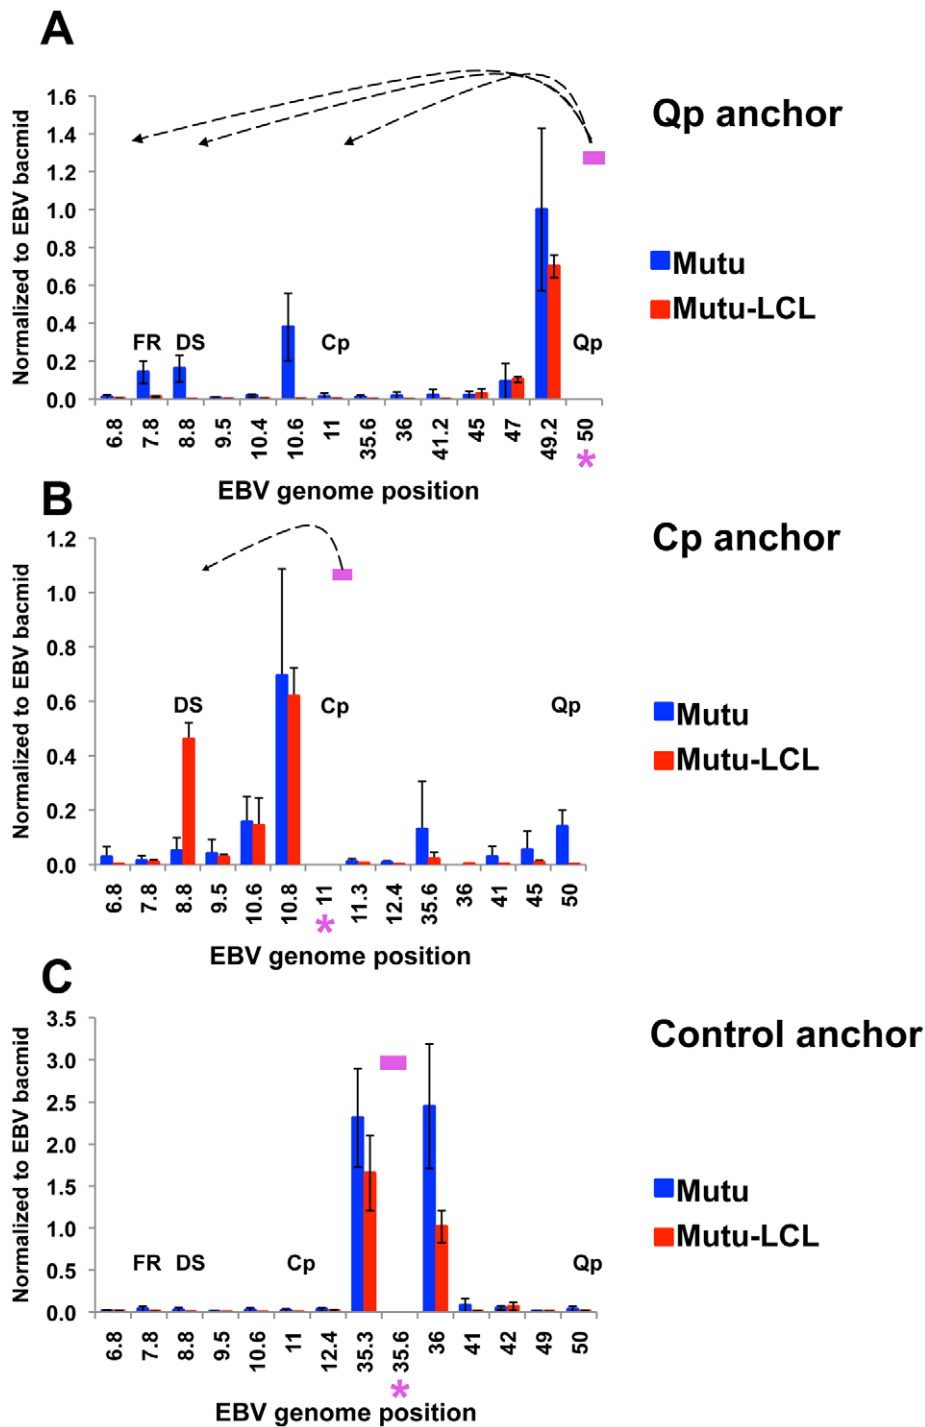 A
Qp anchor
Normalized to EBV bacmid
1.6
1.4
1.2
1.0
0.8
0.6
0.4
0.2
0.0
FR DS Cp Qp
Mutu
Mutu-LCL
6.8 7.8 8.8 9.5 10.4 10.6 11 35.6 36 41.2 45 47 49.2 50
*
EBV genome position
B
Cp anchor
Normalized to EBV bacmid
1.2
1.0
0.8
0.6
0.4
0.2
0.0
DS Cp Qp
Mutu
Mutu-LCL
6.8 7.8 8.8 9.5 10.6 10.8 11 11.3 12.4 35.6 36 41 45 50
*
EBV genome position
C
Control anchor
Normalized to EBV bacmid
3.5
3.0
2.5
2.0
1.5
1.0
0.5
0.0
FR DS Cp Qp
Mutu
Mutu-LCL
6.8 7.8 8.8 9.5 10.6 11 12.4 35.3 35.6 36 41 42 49 50
*
EBV genome position